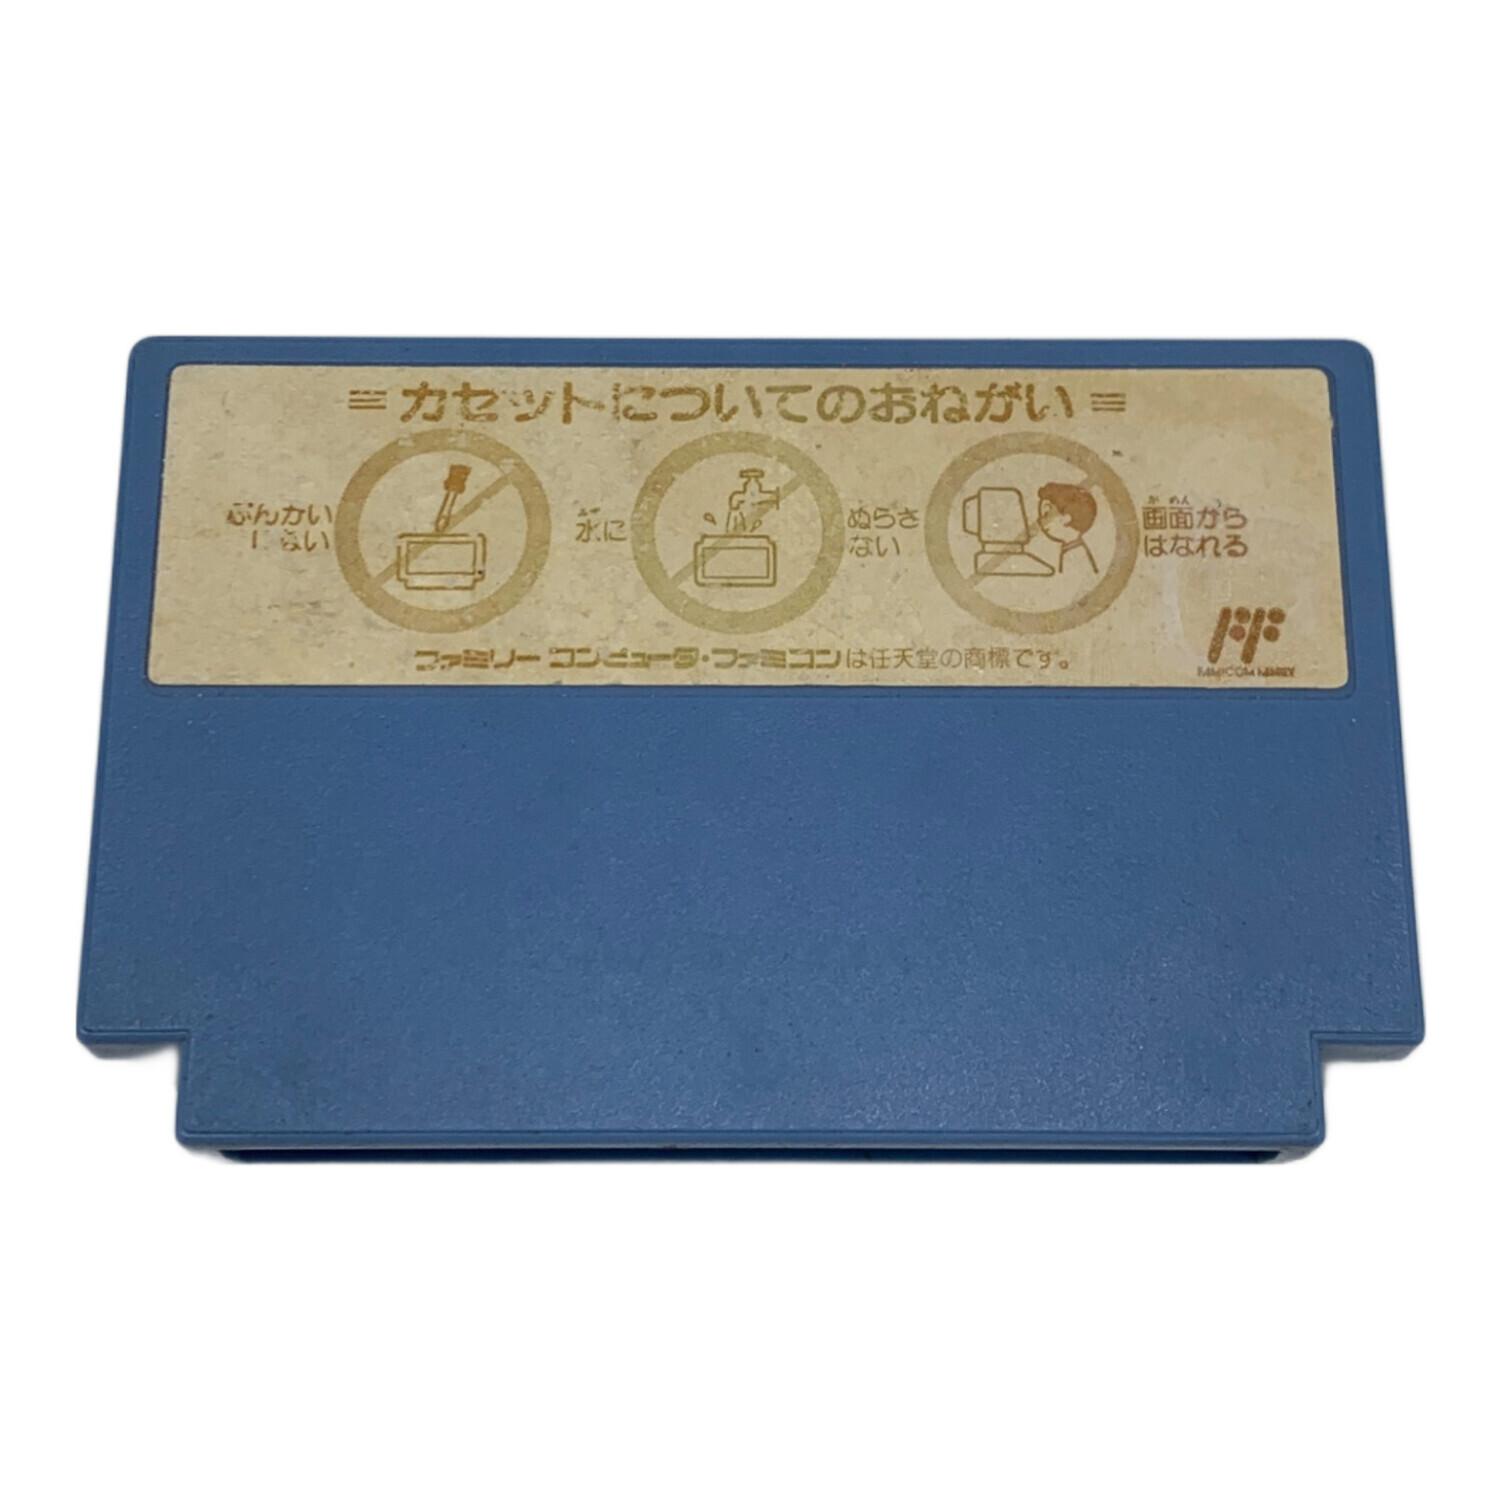 カセットについてのおねがい
ぶんかい
しない
水に
ぬらさ
ない
画面から
はなれる
ファミリーコンピュータ・ファミコンは任天堂の商標です。
FF
FAMICOM FAMILY